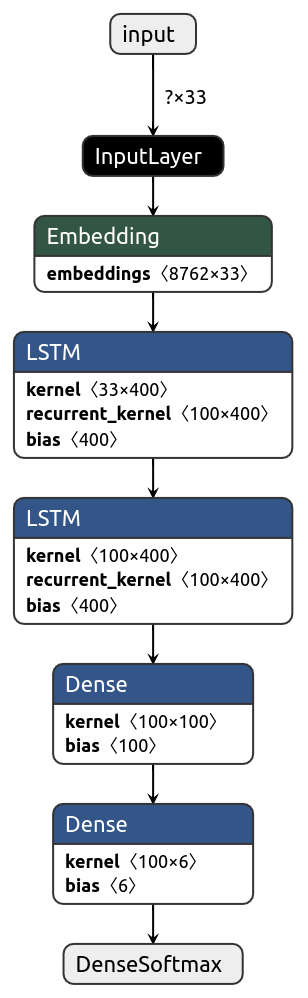 input
?×33
InputLayer
Embedding
embeddings〈8762×33〉
LSTM
kernel〈33×400〉
recurrent_kernel〈100×400〉
bias〈400〉
LSTM
kernel〈100×400〉
recurrent_kernel〈100×400〉
bias〈400〉
Dense
kernel〈100×100〉
bias〈100〉
Dense
kernel〈100×6〉
bias〈6〉
DenseSoftmax